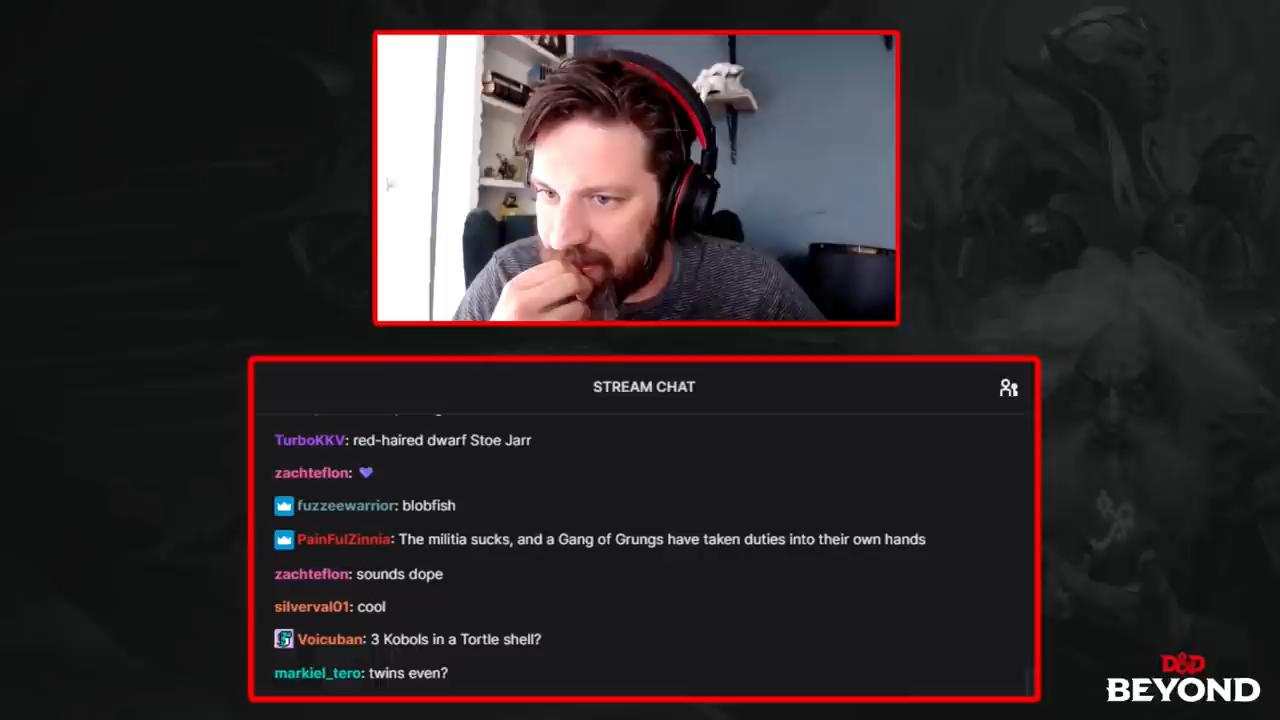 STREAM CHAT
TurboKKV: red-haired dwarf Stoe Jarr
zachteflon: 💜
fuzzeewarrior: blobfish
PainFulZinnia: The militia sucks, and a Gang of Grungs have taken duties into their own hands
zachteflon: sounds dope
silverval01: cool
Voicuban: 3 Kobols in a Tortle shell?
markiel_tero: twins even?
D&D
BEYOND